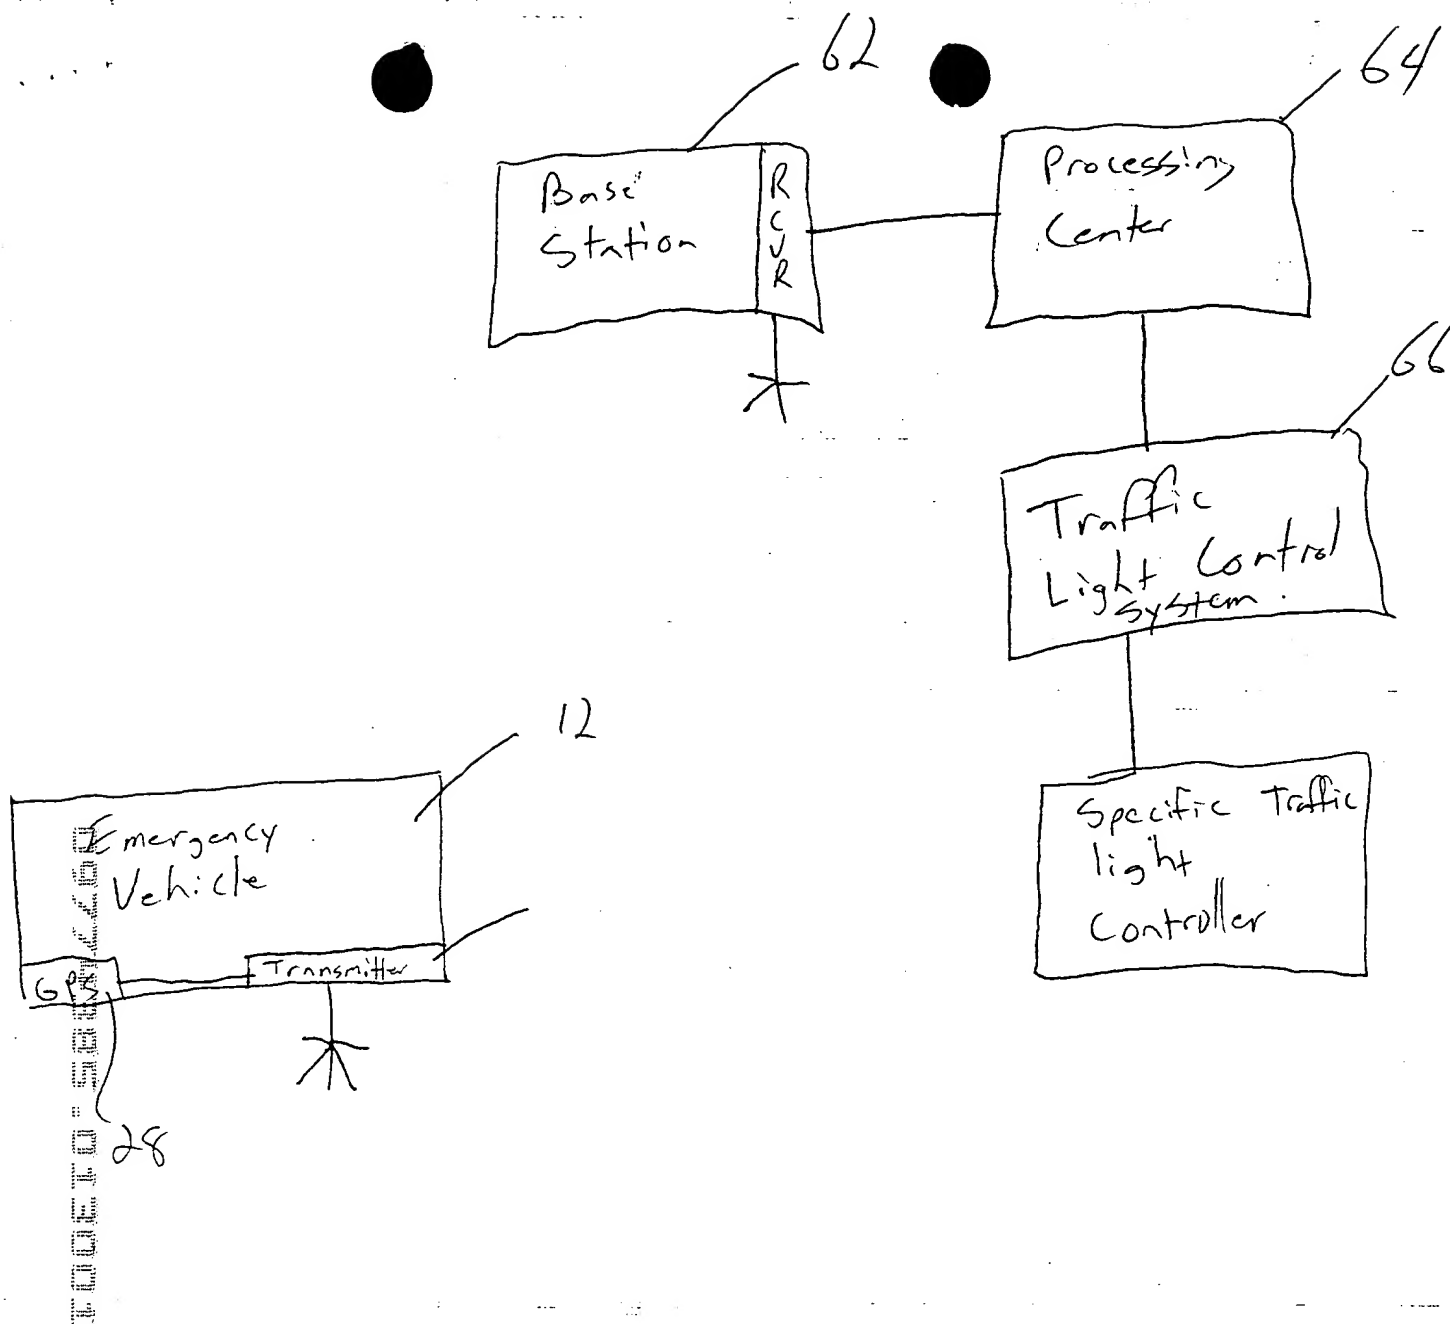 62
64
Base
Station
RCVR
Processing
Center
66
Traffic
Light Control
System
12
Emergency
Vehicle
GPS
Transmitter
28
Specific Traffic
light
Controller